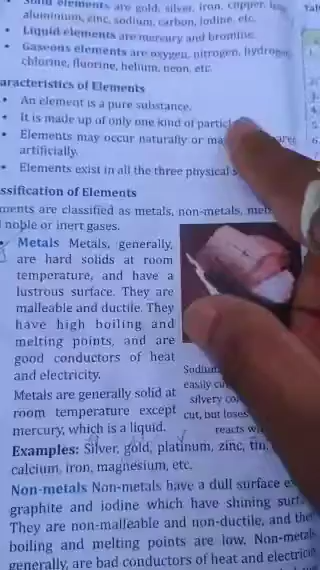 Solid elements are gold, silver, iron, copper,
aluminium, zinc, sodium, carbon, iodine, etc.
• Liquid elements are mercury and bromine.
• Gaseous elements are oxygen, nitrogen, hydrogen,
chlorine, fluorine, helium, neon, etc.
aracteristics of Elements
• An element is a pure substance.
• It is made up of only one kind of particl
• Elements may occur naturally or ma
artificially.
• Elements exist in all the three physical s
ssification of Elements
ments are classified as metals, non-metals, met
noble or inert gases.
• Metals Metals, generally,
are hard solids at room
temperature, and have a
lustrous surface. They are
malleable and ductile. They
have high boiling and
melting points, and are
good conductors of heat
and electricity.
Metals are generally solid at
room temperature except
mercury, which is a liquid.
Sodium
easily cu
silvery co
cut, but loses
reacts w
Examples: Silver, gold, platinum, zinc, tin,
calcium, iron, magnesium, etc.
Non-metals Non-metals have a dull surface
graphite and iodine which have shining surf
They are non-malleable and non-ductile, and the
boiling and melting points are low. Non-metals
generally, are bad conductors of heat and electricit